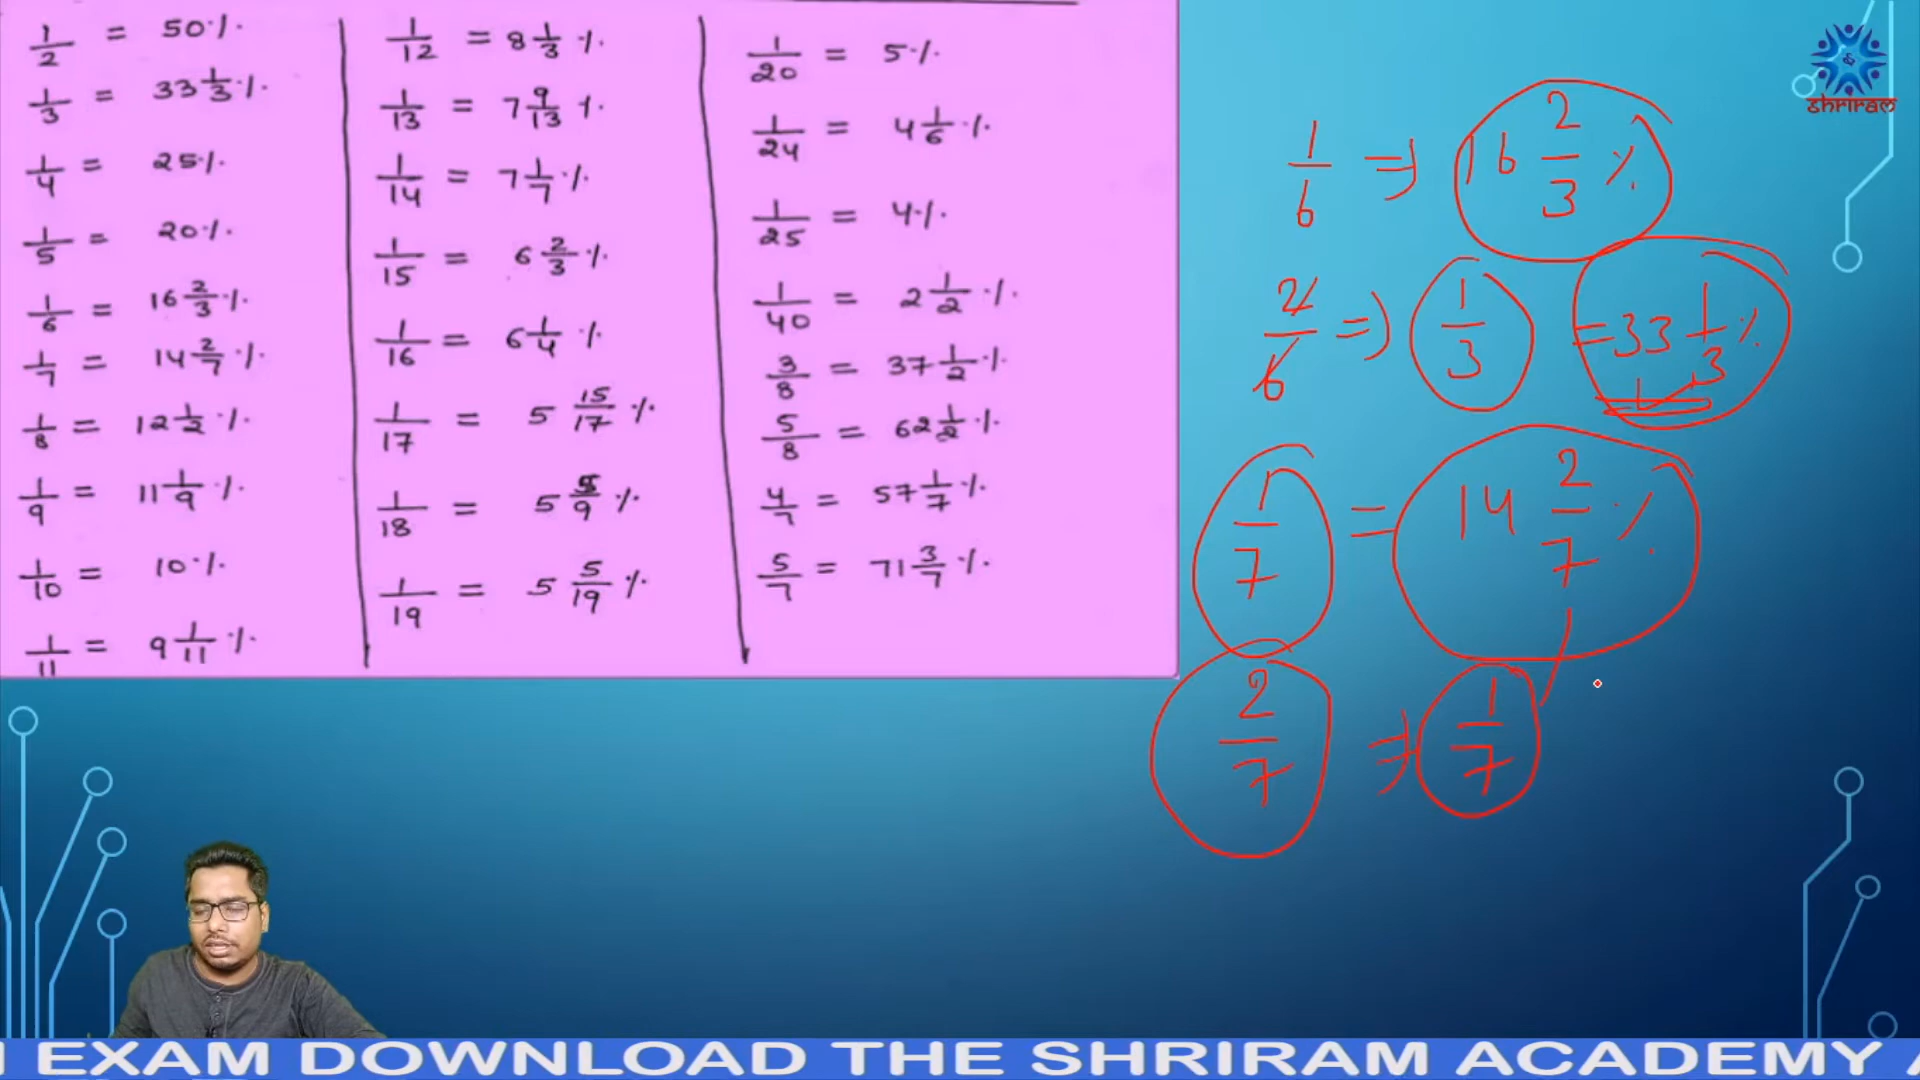 1/2 = 50%
1/3 = 33 1/3 %
1/4 = 25%
1/5 = 20%
1/6 = 16 2/3 %
1/7 = 14 2/7 %
1/8 = 12 1/2 %
1/9 = 11 1/9 %
1/10 = 10%
1/11 = 9 1/11 %
1/12 = 8 1/3 %
1/13 = 7 9/13 %
1/14 = 7 1/7 %
1/15 = 6 2/3 %
1/16 = 6 1/4 %
1/17 = 5 15/17 %
1/18 = 5 5/9 %
1/19 = 5 5/19 %
1/20 = 5%
1/24 = 4 1/6 %
1/25 = 4%
1/40 = 2 1/2 %
3/8 = 37 1/2 %
5/8 = 62 1/2 %
4/7 = 57 1/7 %
5/7 = 71 3/7 %
1/6 ⇒ 16 2/3 %
2/6 ⇒ 1/3 = 33 1/3 %
1/7 = 14 2/7 %
2/7 ⇒ 1/7
SHRIRAM
EXAM DOWNLOAD THE SHRIRAM ACADEMY